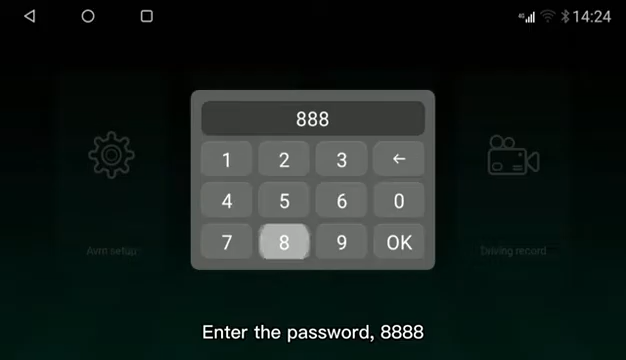 4G 14:24
888
1 2 3 ←
4 5 6 0
7 8 9 OK
Avm setup
Driving record
Enter the password, 8888